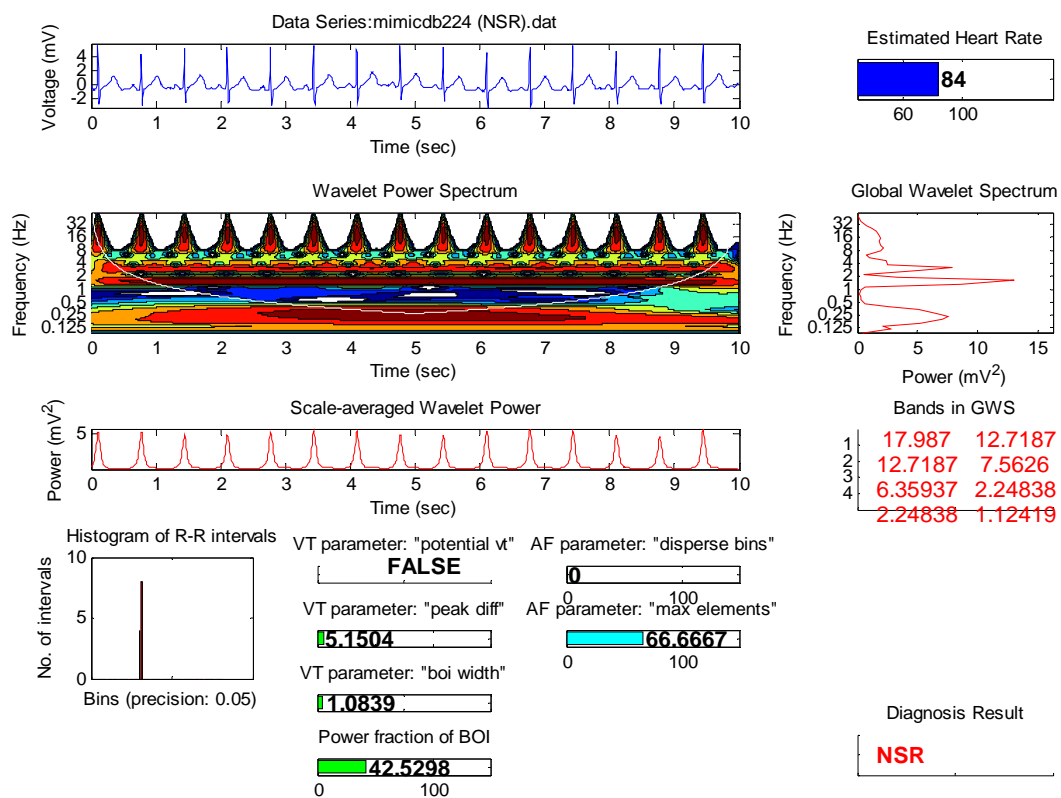 Data Series:mimicdb224 (NSR).dat
Voltage (mV)
4
2
0
-2
0 1 2 3 4 5 6 7 8 9 10
Time (sec)
Estimated Heart Rate
84
60 100
Wavelet Power Spectrum
Frequency (Hz)
32
16
8
4
2
1
0.5
0.25
0.125
0 1 2 3 4 5 6 7 8 9 10
Time (sec)
Global Wavelet Spectrum
Frequency (Hz)
32
16
8
4
2
1
0.5
0.25
0.125
0 5 10 15
Power (mV2)
Scale-averaged Wavelet Power
Power (mV2)
5
0 1 2 3 4 5 6 7 8 9 10
Time (sec)
Bands in GWS
1 17.987 12.7187
2 12.7187 7.5626
3 6.35937 2.24838
4 2.24838 1.12419
Histogram of R-R intervals
No. of intervals
10
5
0
Bins (precision: 0.05)
VT parameter: "potential vt"
FALSE
VT parameter: "peak diff"
5.1504
VT parameter: "boi width"
1.0839
Power fraction of BOI
42.5298
0 100
AF parameter: "disperse bins"
0
0 100
AF parameter: "max elements"
66.6667
0 100
Diagnosis Result
NSR